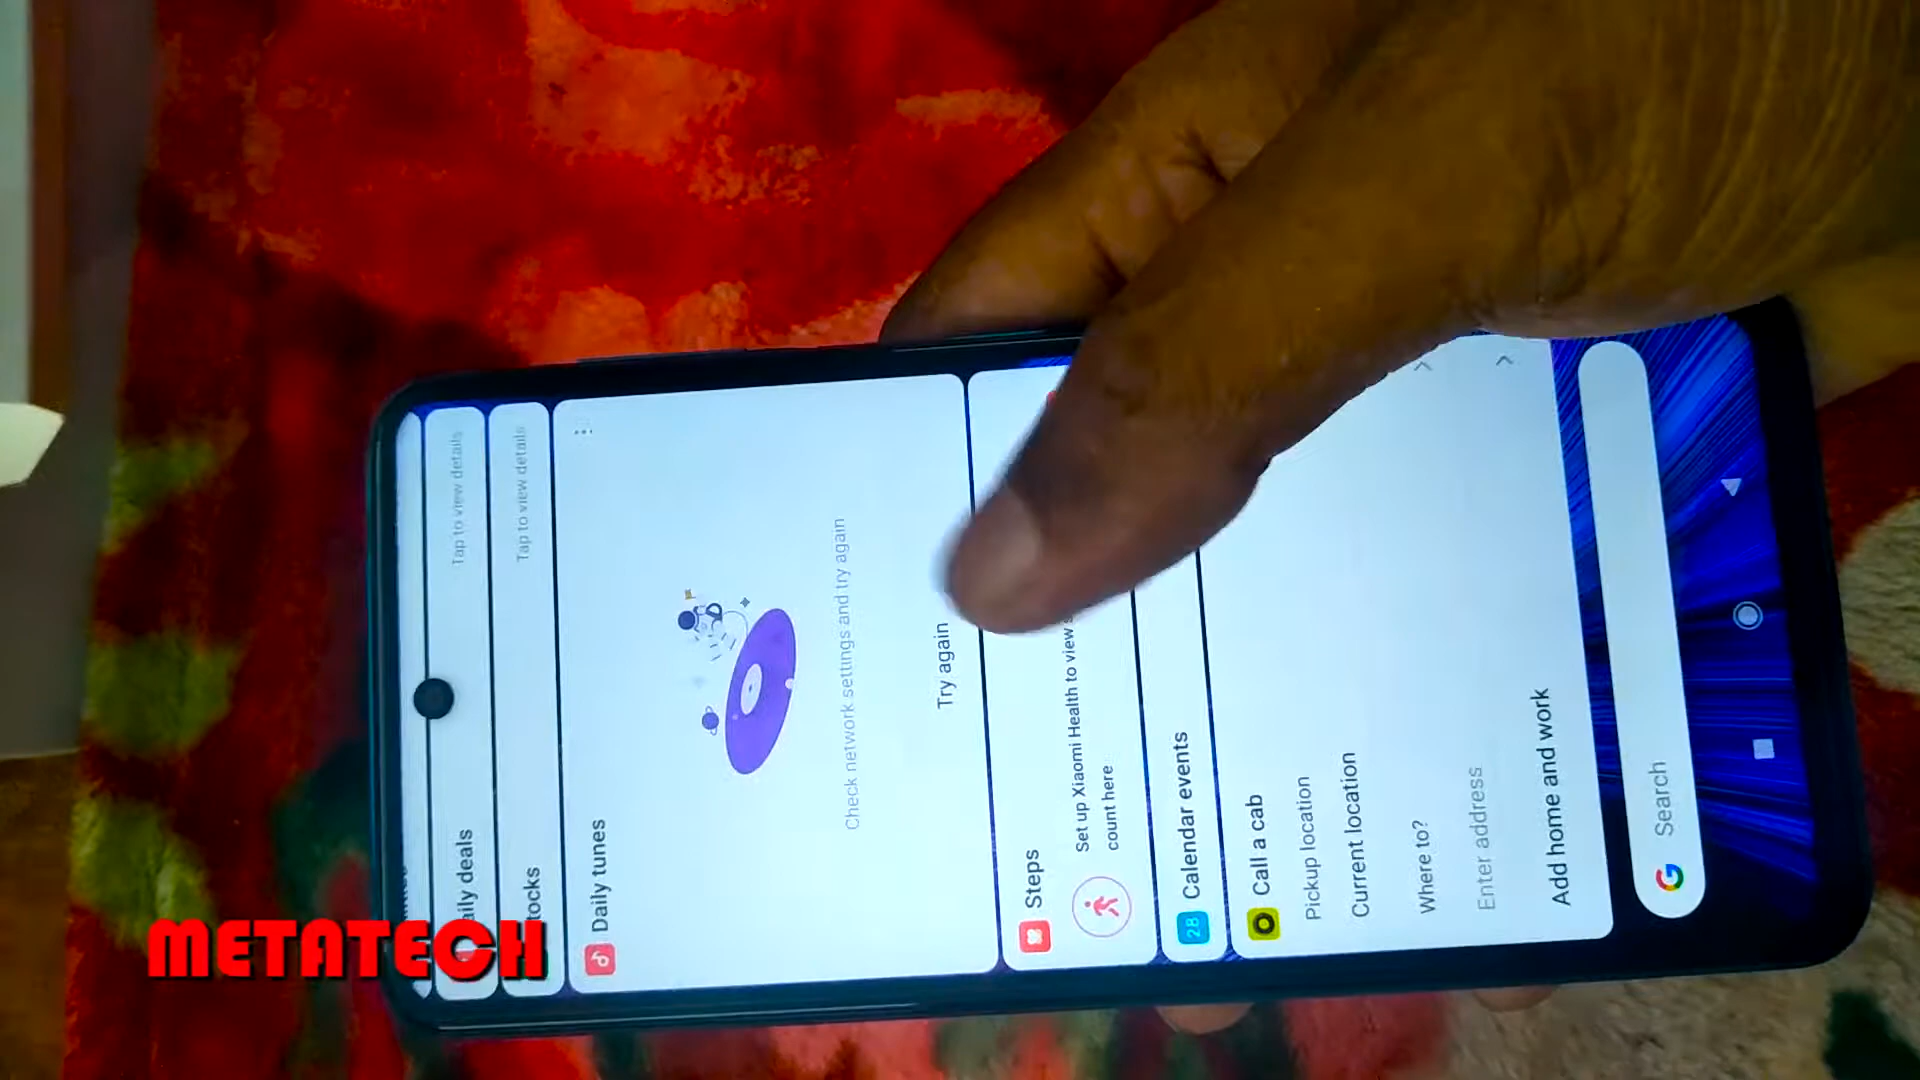 Daily deals
Tap to view details
Stocks
Tap to view details
Daily tunes
Check network settings and try again
Try again
Steps
Set up Xiaomi Health to view
count here
28
Calendar events
Call a cab
Pickup location
Current location
Where to?
Enter address
Add home and work
G Search
METATECH